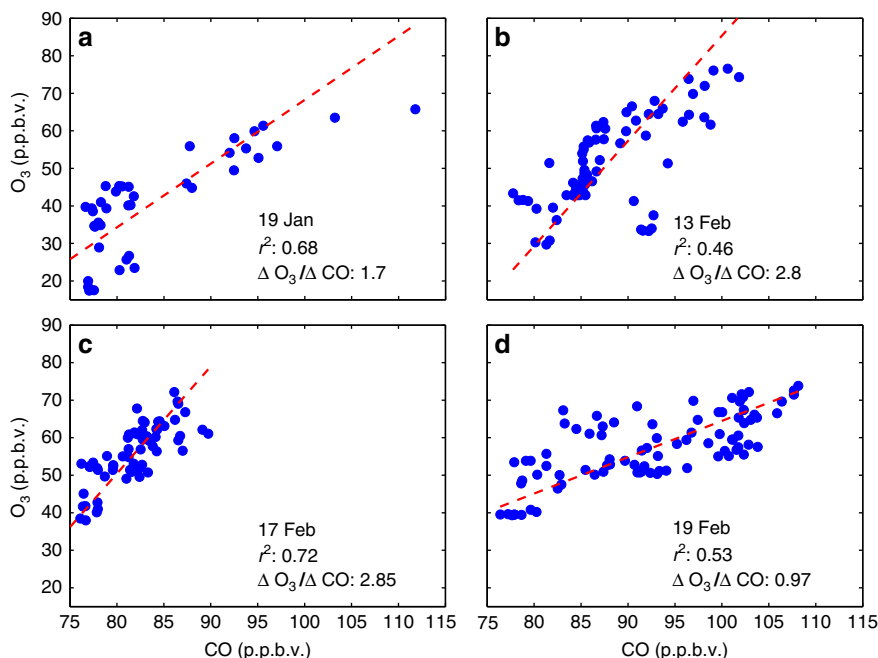 a
b
90
80
70
60
50
40
30
20
O3 (p.p.b.v.)
19 Jan
r²: 0.68
Δ O3/Δ CO: 1.7
13 Feb
r²: 0.46
Δ O3/Δ CO: 2.8
c
d
90
80
70
60
50
40
30
20
O3 (p.p.b.v.)
17 Feb
r²: 0.72
Δ O3/Δ CO: 2.85
19 Feb
r²: 0.53
Δ O3/Δ CO: 0.97
75 80 85 90 95 100 105 110 115
75 80 85 90 95 100 105 110 115
CO (p.p.b.v.)
CO (p.p.b.v.)